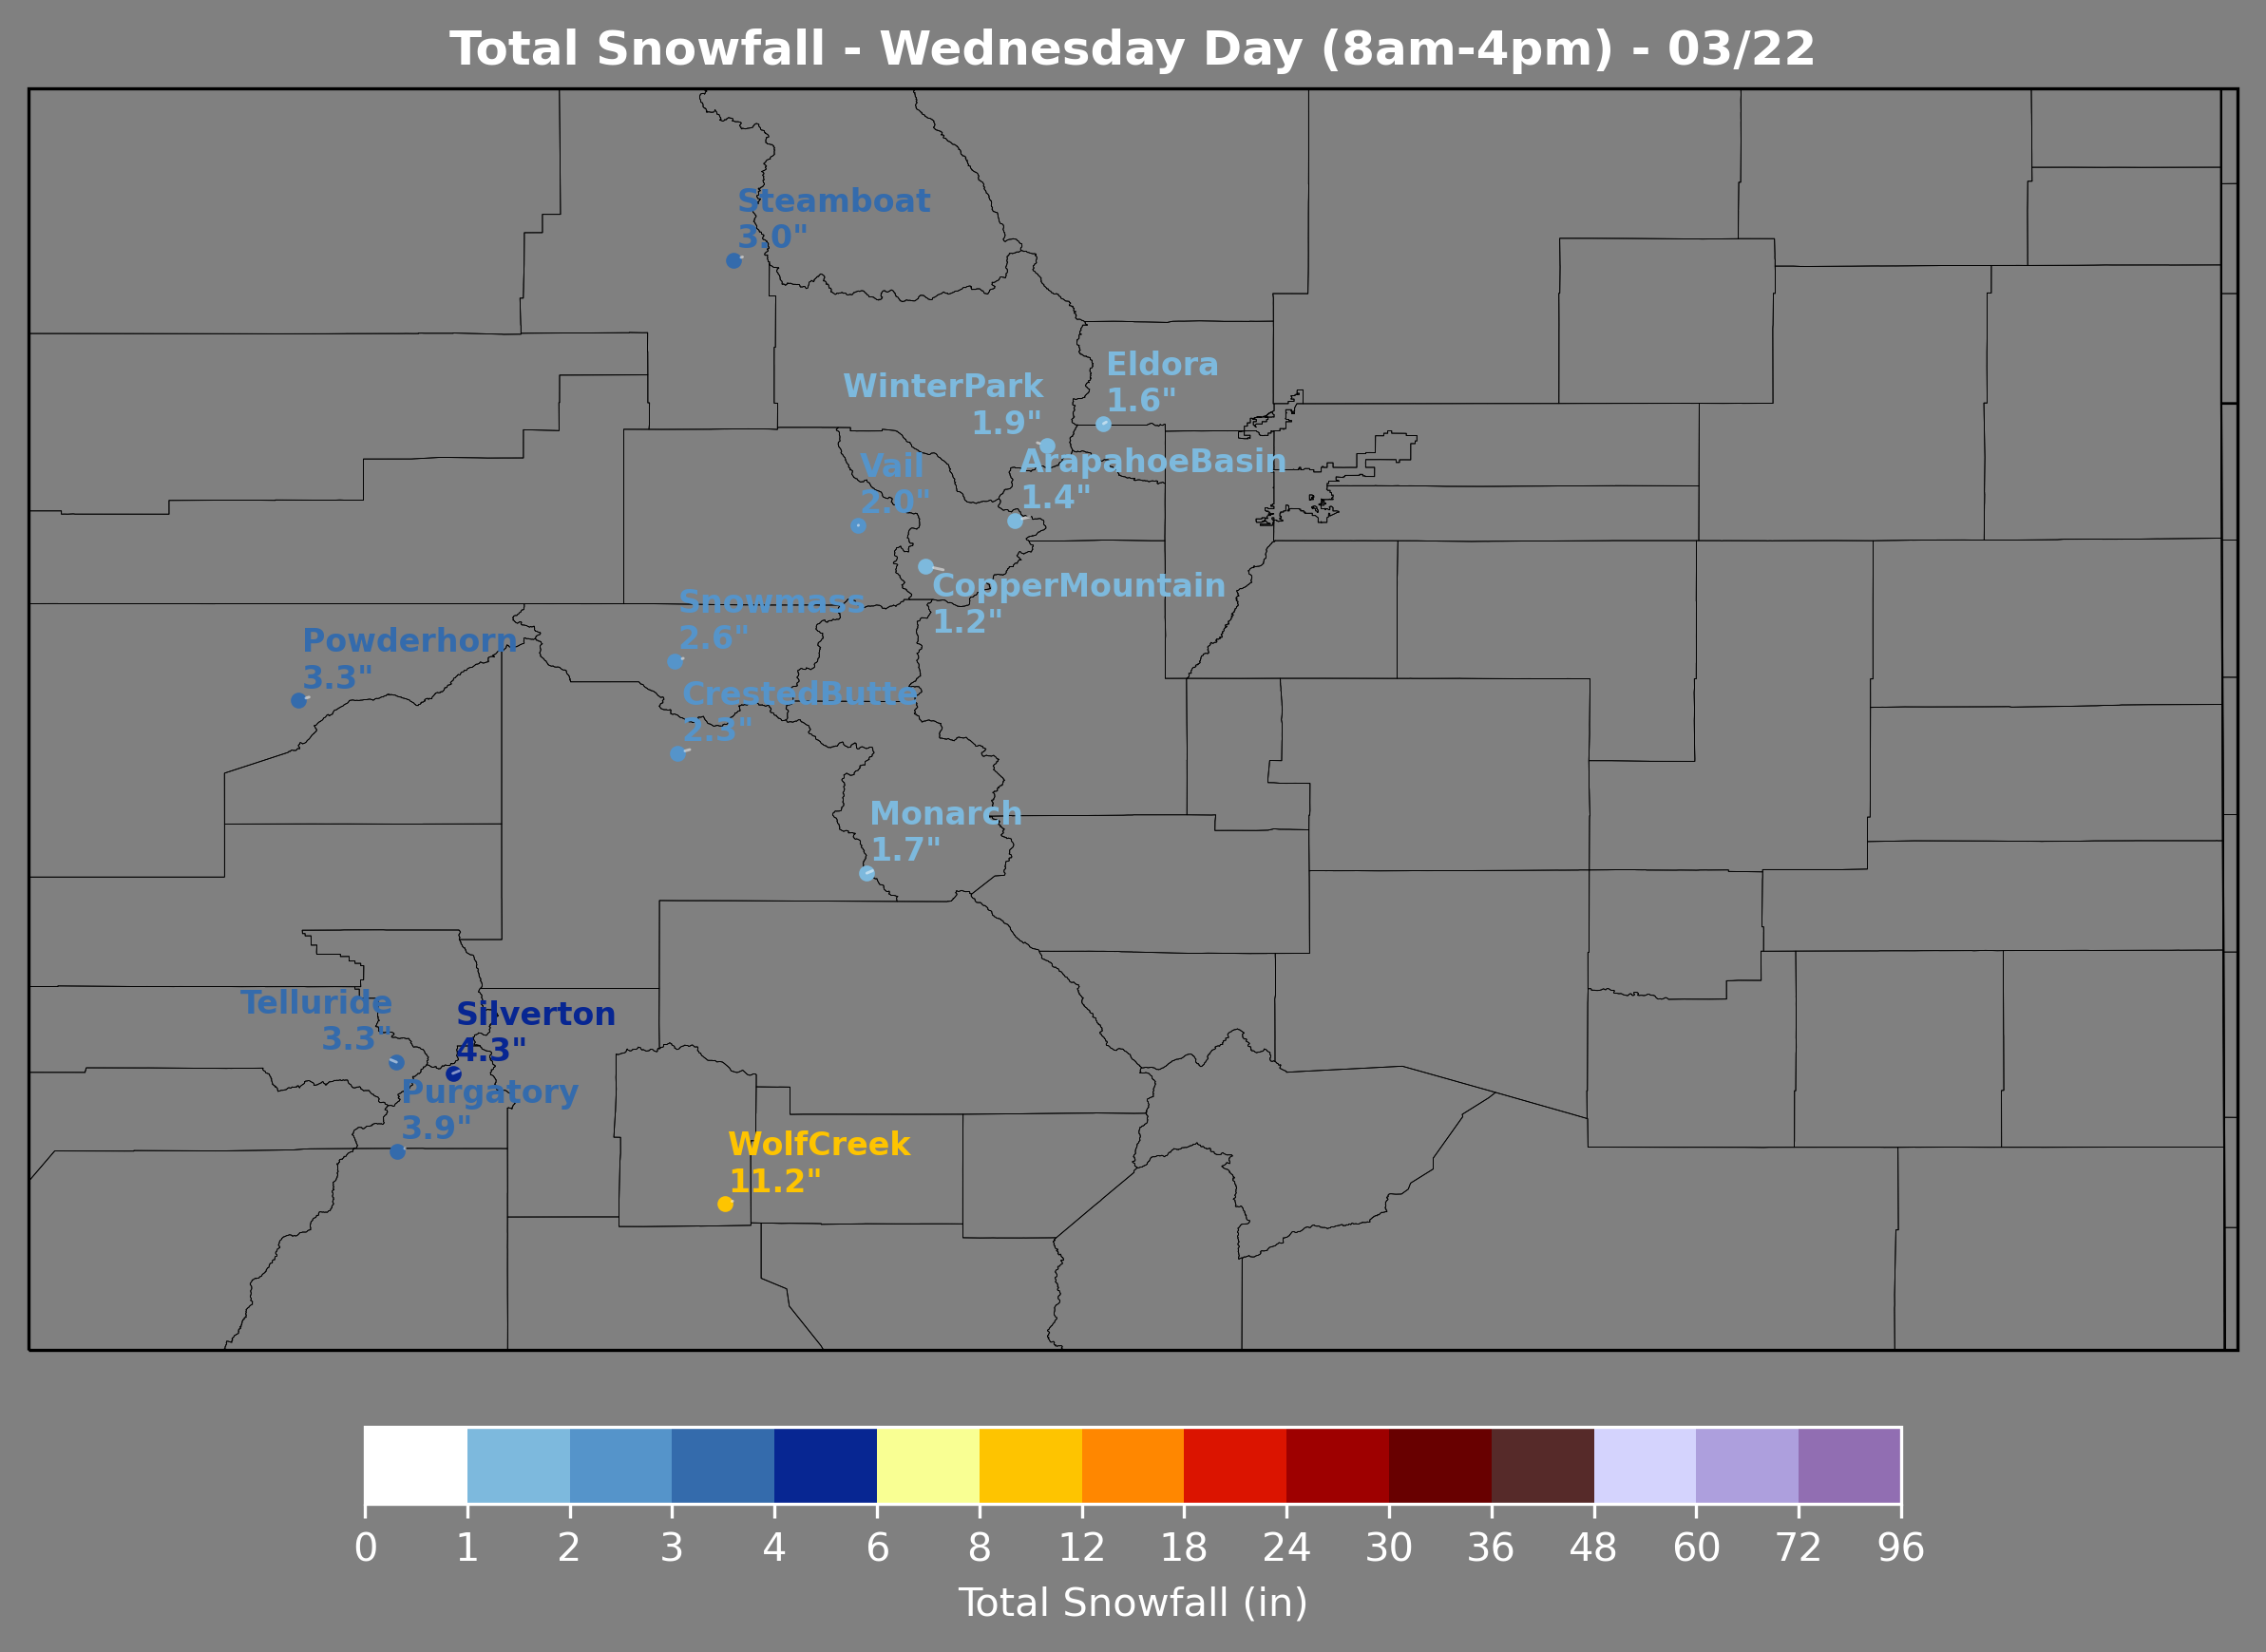 Total Snowfall - Wednesday Day (8am-4pm) - 03/22
Steamboat
3.0"
Eldora
1.6"
WinterPark
1.9"
ArapahoeBasin
1.4"
Vail
2.0"
CopperMountain
1.2"
Snowmass
2.6"
Powderhorn
3.3"
CrestedButte
2.3"
Monarch
1.7"
Telluride
3.3"
Silverton
4.3"
Purgatory
3.9"
WolfCreek
11.2"
0 1 2 3 4 6 8 12 18 24 30 36 48 60 72 96
Total Snowfall (in)